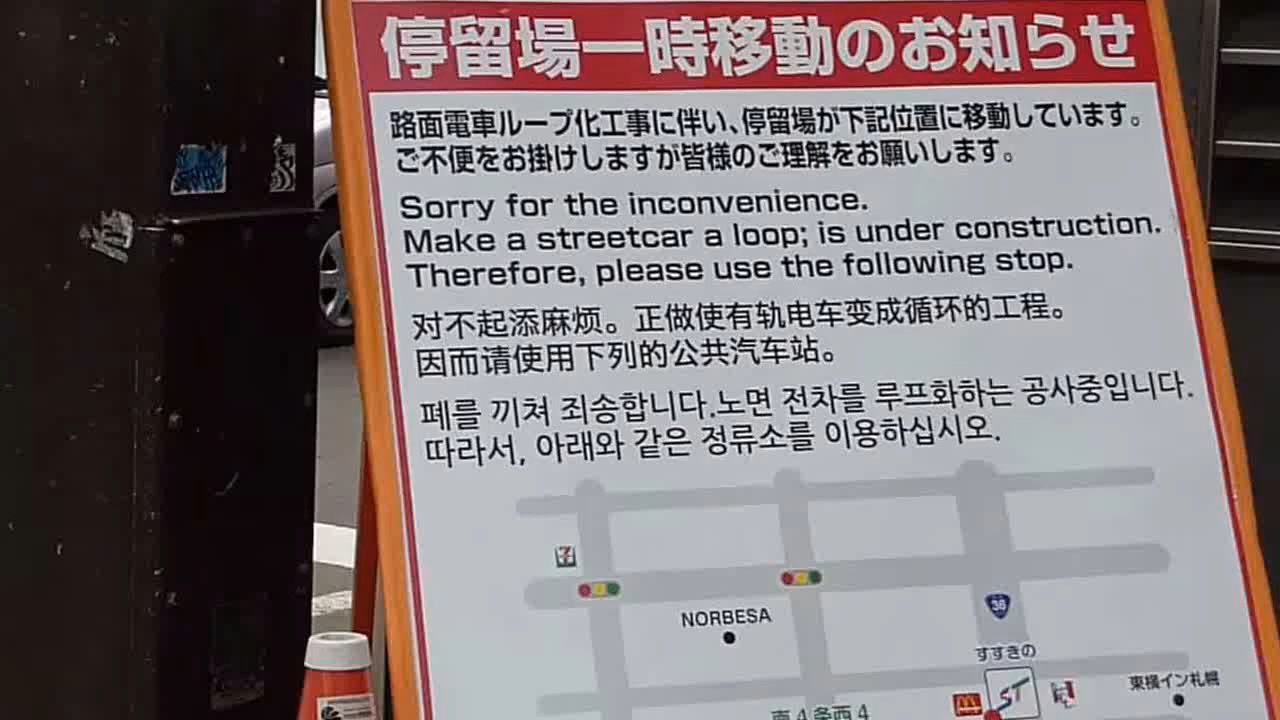 停留場一時移動のお知らせ
路面電車ループ化工事に伴い、停留場が下記位置に移動しています。
ご不便をお掛けしますが皆様のご理解をお願いします。
Sorry for the inconvenience.
Make a streetcar a loop; is under construction.
Therefore, please use the following stop.
对不起添麻烦。正做使有轨电车变成循环的工程。
因而请使用下列的公共汽车站。
폐를 끼쳐 죄송합니다.노면 전차를 루프화하는 공사중입니다.
따라서, 아래와 같은 정류소를 이용하십시오.
7
NORBESA
36
すすきの
ST
東横イン札幌
南4条西4